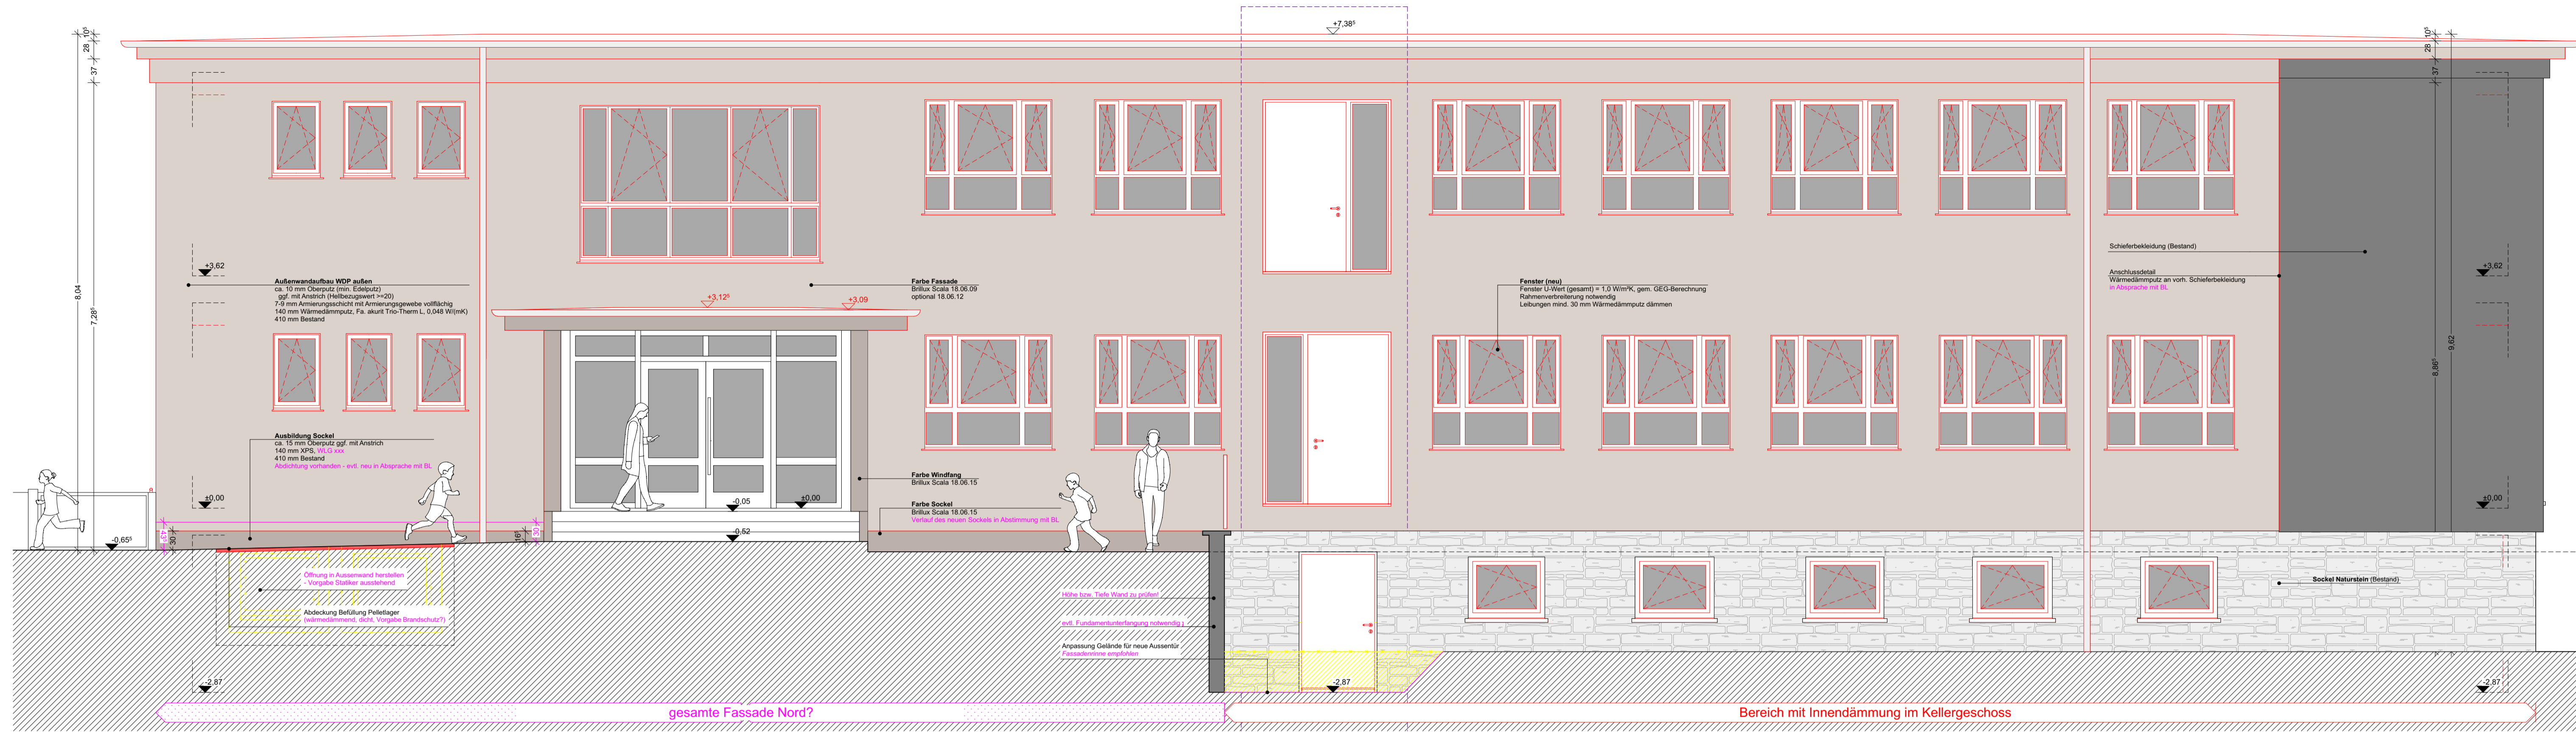 +7,38⁵
10⁵
28
37
8,04
7,28⁵
10⁵
28
37
8,86⁵
9,62
+3,62
Außenwandaufbau WDP außen
ca. 10 mm Oberputz (min. Edelputz)
ggf. mit Anstrich (Hellbezugswert >=20)
7-9 mm Armierungsschicht mit Armierungsgewebe vollflächig
140 mm Wärmedämmputz, Fa. akurit Trio-Therm L, 0,048 W/(mK)
410 mm Bestand
+3,12⁵
+3,09
Farbe Fassade
Brillux Scala 18.06.09
optional 18.06.12
Fenster (neu)
Fenster U-Wert (gesamt) = 1,0 W/m²K, gem. GEG-Berechnung
Rahmenverbreiterung notwendig
Leibungen mind. 30 mm Wärmedämmputz dämmen
Schieferbekleidung (Bestand)
Anschlussdetail
Wärmedämmputz an vorh. Schieferbekleidung
in Absprache mit BL
+3,62
Ausbildung Sockel
ca. 15 mm Oberputz ggf. mit Anstrich
140 mm XPS, WLG xxx
410 mm Bestand
Abdichtung vorhanden - evtl. neu in Absprache mit BL
Farbe Windfang
Brillux Scala 18.06.15
Farbe Sockel
Brillux Scala 18.06.15
Verlauf des neuen Sockels in Abstimmung mit BL
±0,00
-0,05
±0,00
±0,00
-0,65⁵
43⁵
30
16⁵
30
-0,52
Öffnung in Aussenwand herstellen
- Vorgabe Statiker ausstehend
Abdeckung Befüllung Pelletlager
(wärmedämmend, dicht, Vorgabe Brandschutz?)
Höhe bzw. Tiefe Wand zu prüfen!
evtl. Fundamentunterfangung notwendig
Anpassung Gelände für neue Aussentür
Fassadenrinne empfohlen
Sockel Naturstein (Bestand)
-2,87
-2,87
-2,87
gesamte Fassade Nord?
Bereich mit Innendämmung im Kellergeschoss